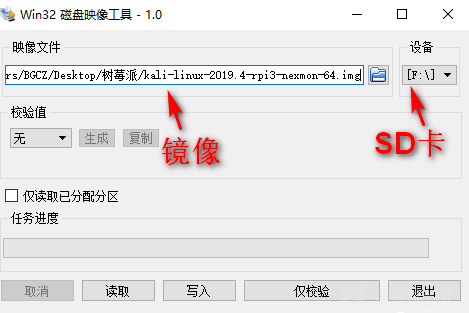 Win32 磁盘映像工具 - 1.0
映像文件
设备
rs/BGCZ/Desktop/树莓派/kali-linux-2019.4-rpi3-nexmon-64.img
[F:\]
校验值
无
生成
复制
镜像
SD卡
仅读取已分配分区
任务进度
取消
读取
写入
仅校验
退出